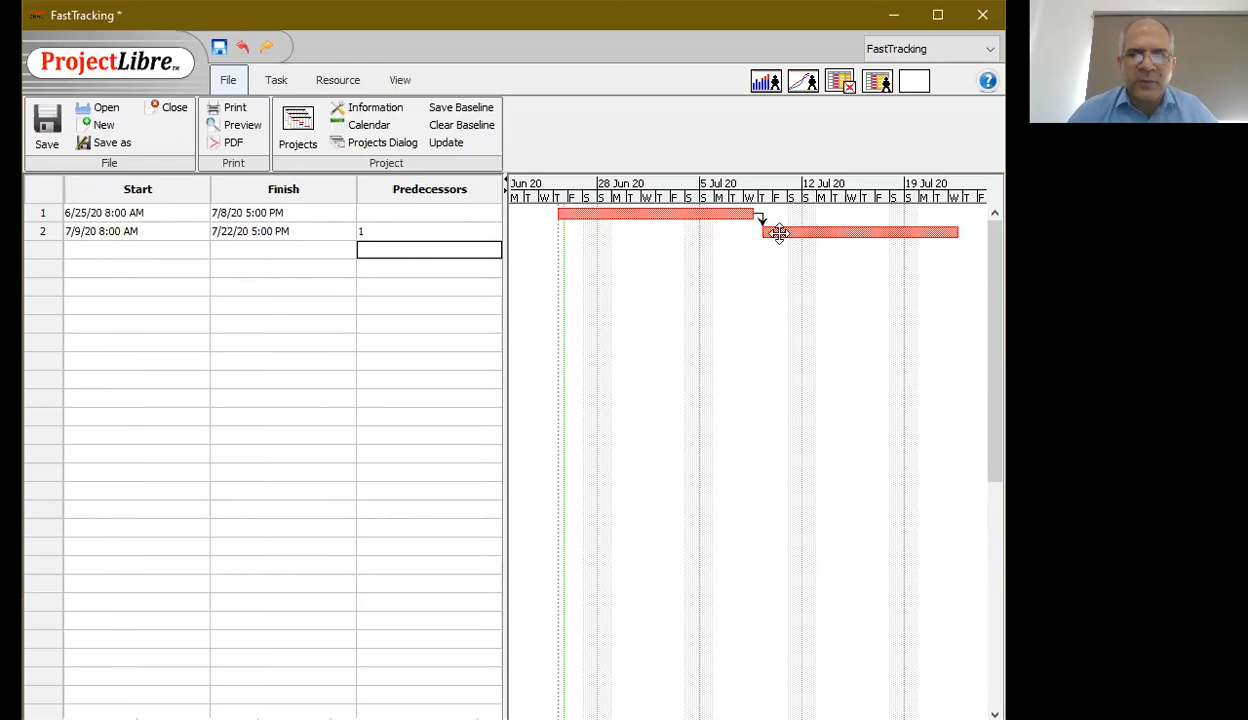 FastTracking *
ProjectLibre™
FastTracking
File Task Resource View
Save
Open
New
Save as
Close
File
Print
Preview
PDF
Print
Projects
Information
Calendar
Projects Dialog
Save Baseline
Clear Baseline
Update
Project
Start Finish Predecessors
1 6/25/20 8:00 AM 7/8/20 5:00 PM
2 7/9/20 8:00 AM 7/22/20 5:00 PM 1
Jun 20 28 Jun 20 5 Jul 20 12 Jul 20 19 Jul 20
M T W T F S S M T W T F S S M T W T F S S M T W T F S S M T W T F